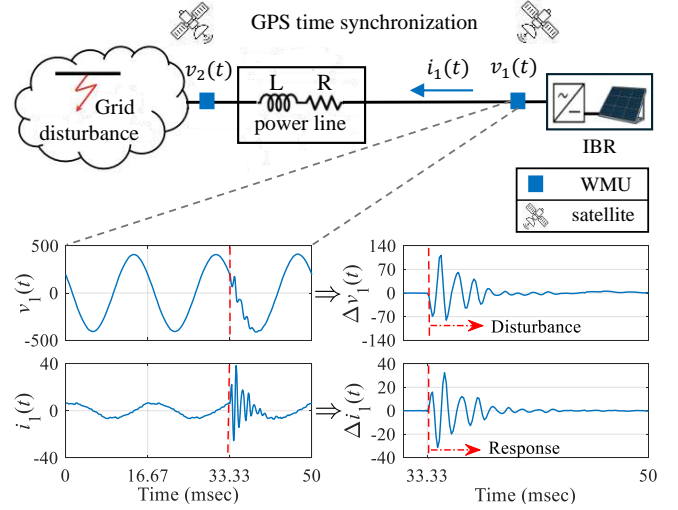 GPS time synchronization
v₂(t)
i₁(t)
v₁(t)
L R
Grid
disturbance
power line
IBR
WMU
satellite
500
0
-500
v₁(t)
⇒
140
70
0
-70
-140
Δv₁(t)
Disturbance
40
0
-40
i₁(t)
0 16.67 33.33 50
Time (msec)
⇒
40
20
0
-20
-40
Δi₁(t)
Response
33.33 50
Time (msec)